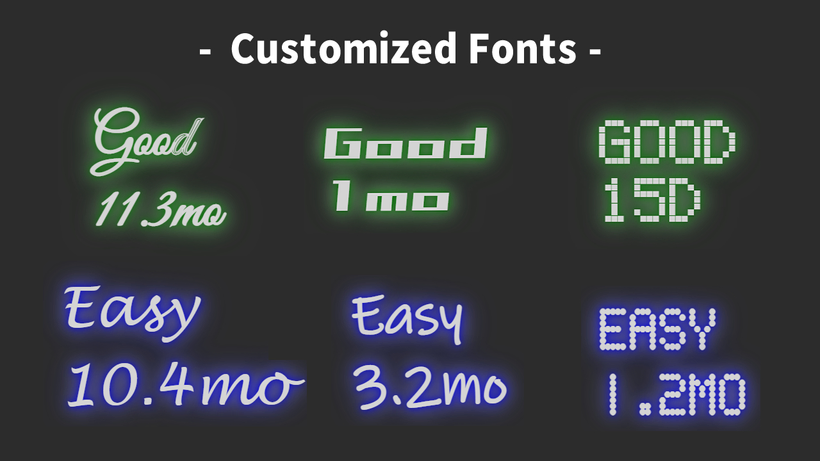 - Customized Fonts -
Good
11.3mo
Good
1mo
GOOD
15D
Easy
10.4mo
Easy
3.2mo
EASY
1.2MO